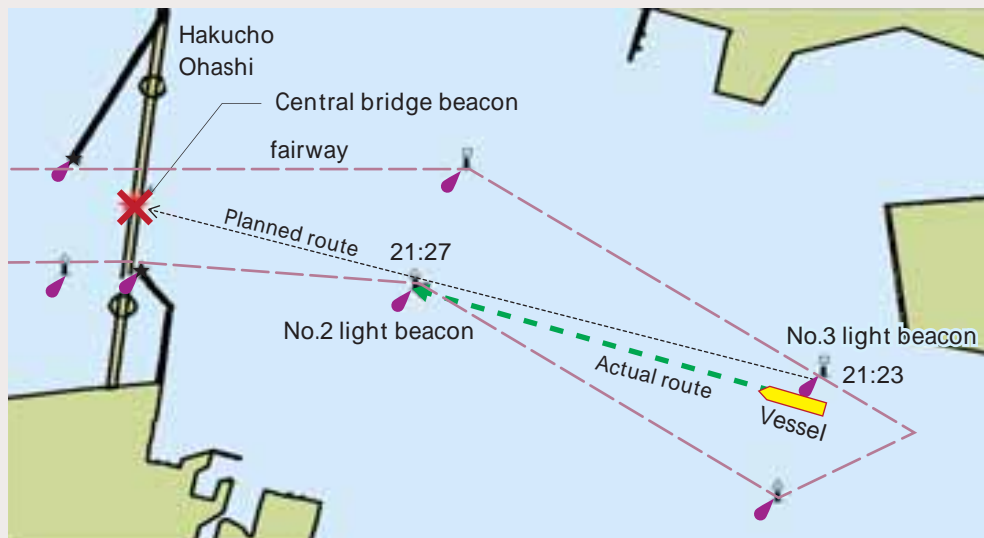 Hakucho
Ohashi
Central bridge beacon
fairway
Planned route
21:27
No.2 light beacon
No.3 light beacon
21:23
Actual route
Vessel